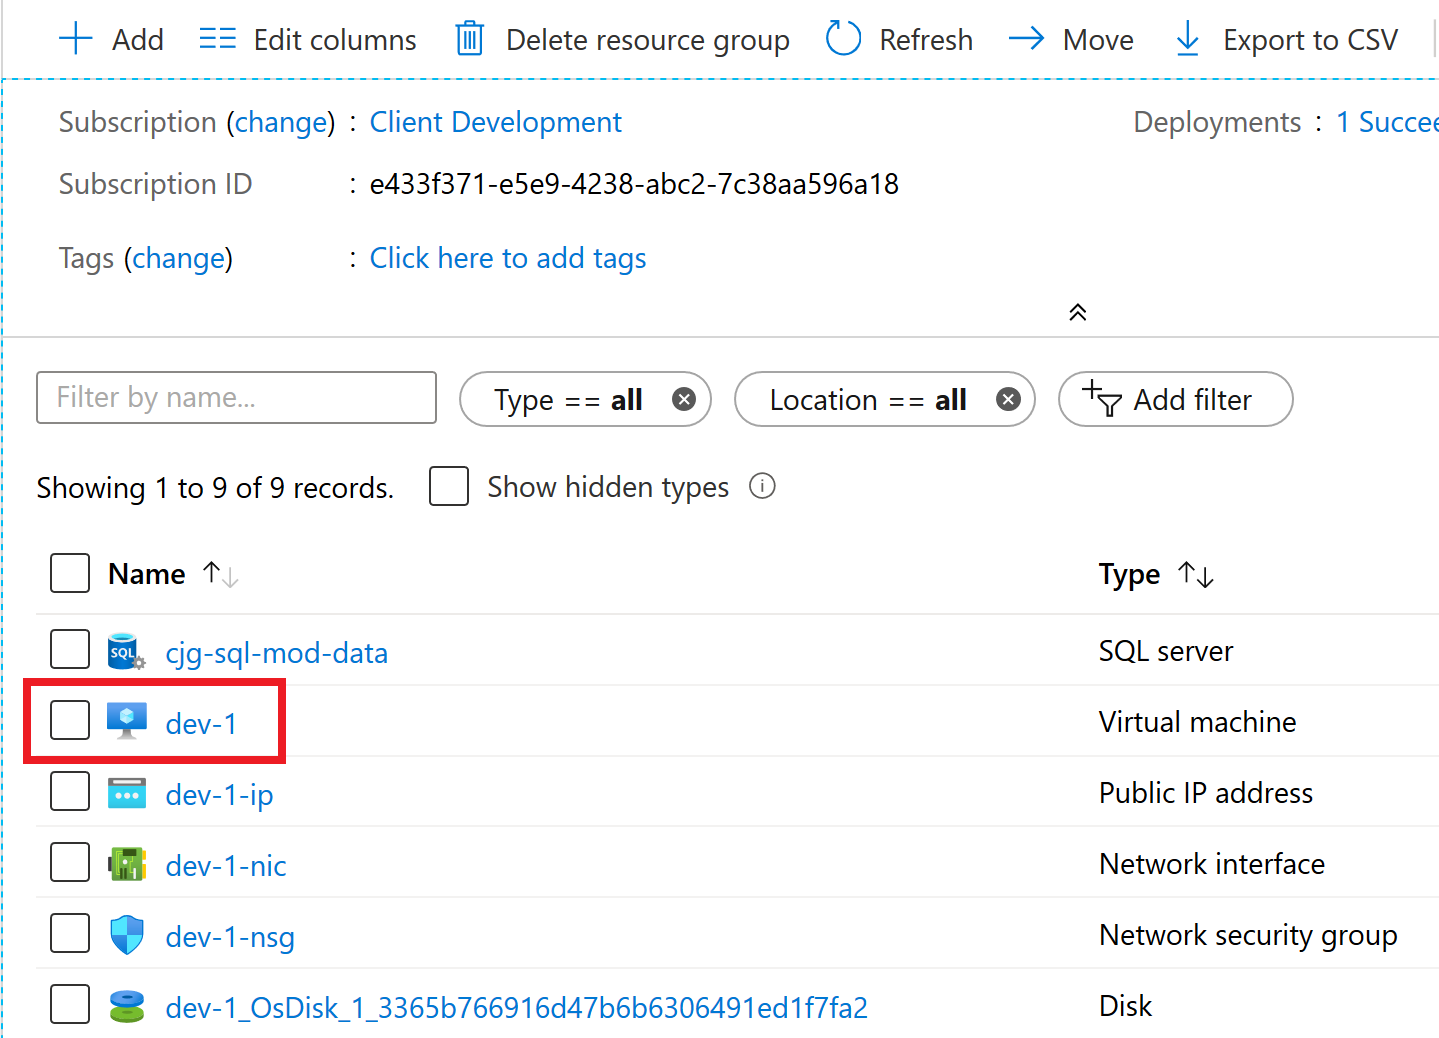 Add Edit columns Delete resource group Refresh Move Export to CSV
Subscription (change) : Client Development Deployments : 1 Succee
Subscription ID : e433f371-e5e9-4238-abc2-7c38aa596a18
Tags (change) : Click here to add tags
Filter by name... Type == all Location == all Add filter
Showing 1 to 9 of 9 records. Show hidden types
Name Type
SQL cjg-sql-mod-data SQL server
dev-1 Virtual machine
dev-1-ip Public IP address
dev-1-nic Network interface
dev-1-nsg Network security group
dev-1_OsDisk_1_3365b766916d47b6b6306491ed1f7fa2 Disk